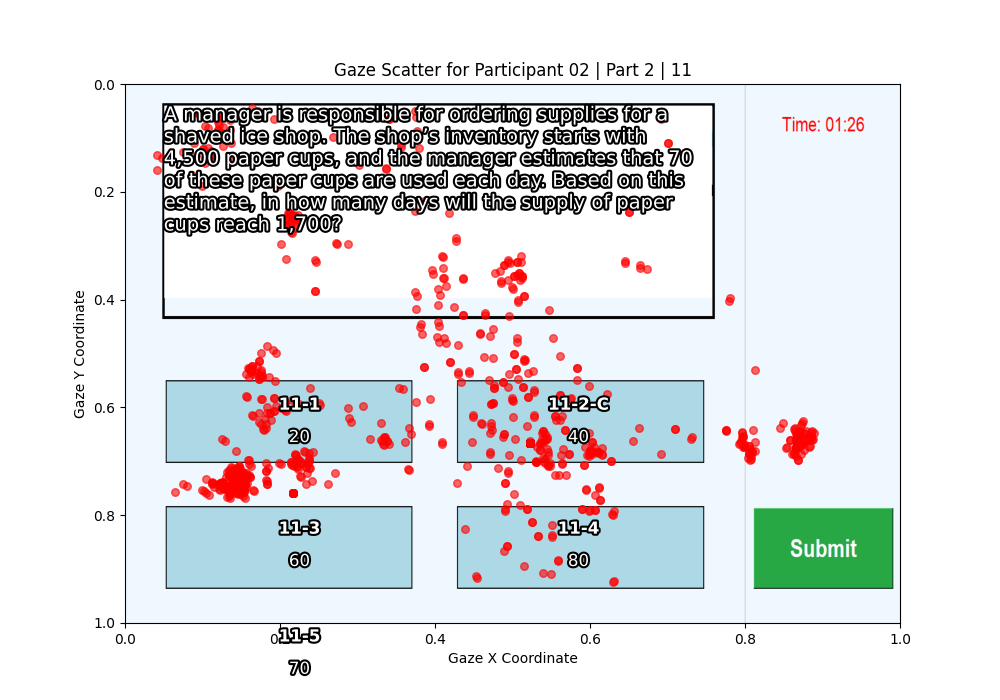 Gaze Scatter for Participant 02 | Part 2 | 11
0.0
0.2
0.4
0.6
0.8
1.0
Gaze Y Coordinate
A manager is responsible for ordering supplies for a
shaved ice shop. The shop's inventory starts with
4,500 paper cups, and the manager estimates that 70
of these paper cups are used each day. Based on this
estimate, in how many days will the supply of paper
cups reach 1,700?
Time: 01:26
11-1
20
11-2-C
40
11-3
60
11-4
80
Submit
0.0
0.2
0.4
0.6
0.8
1.0
11-5
70
Gaze X Coordinate